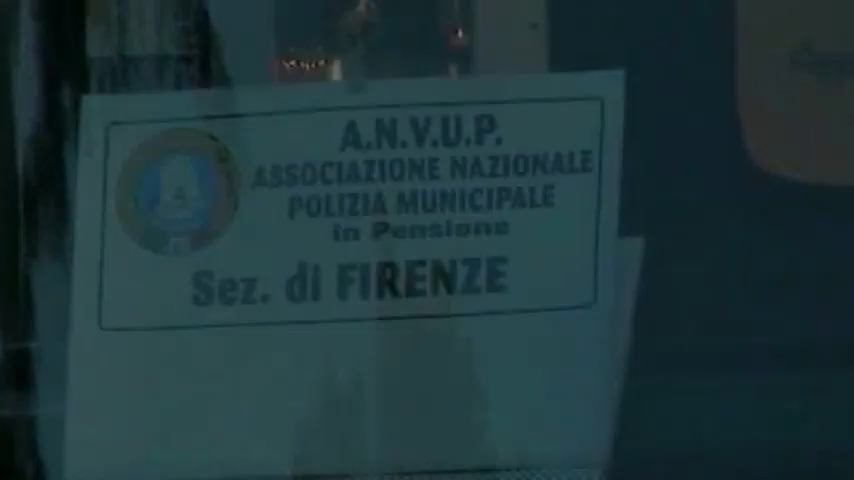 A.N.V.U.P.
ASSOCIAZIONE NAZIONALE
POLIZIA MUNICIPALE
in Pensione
Sez. di FIRENZE